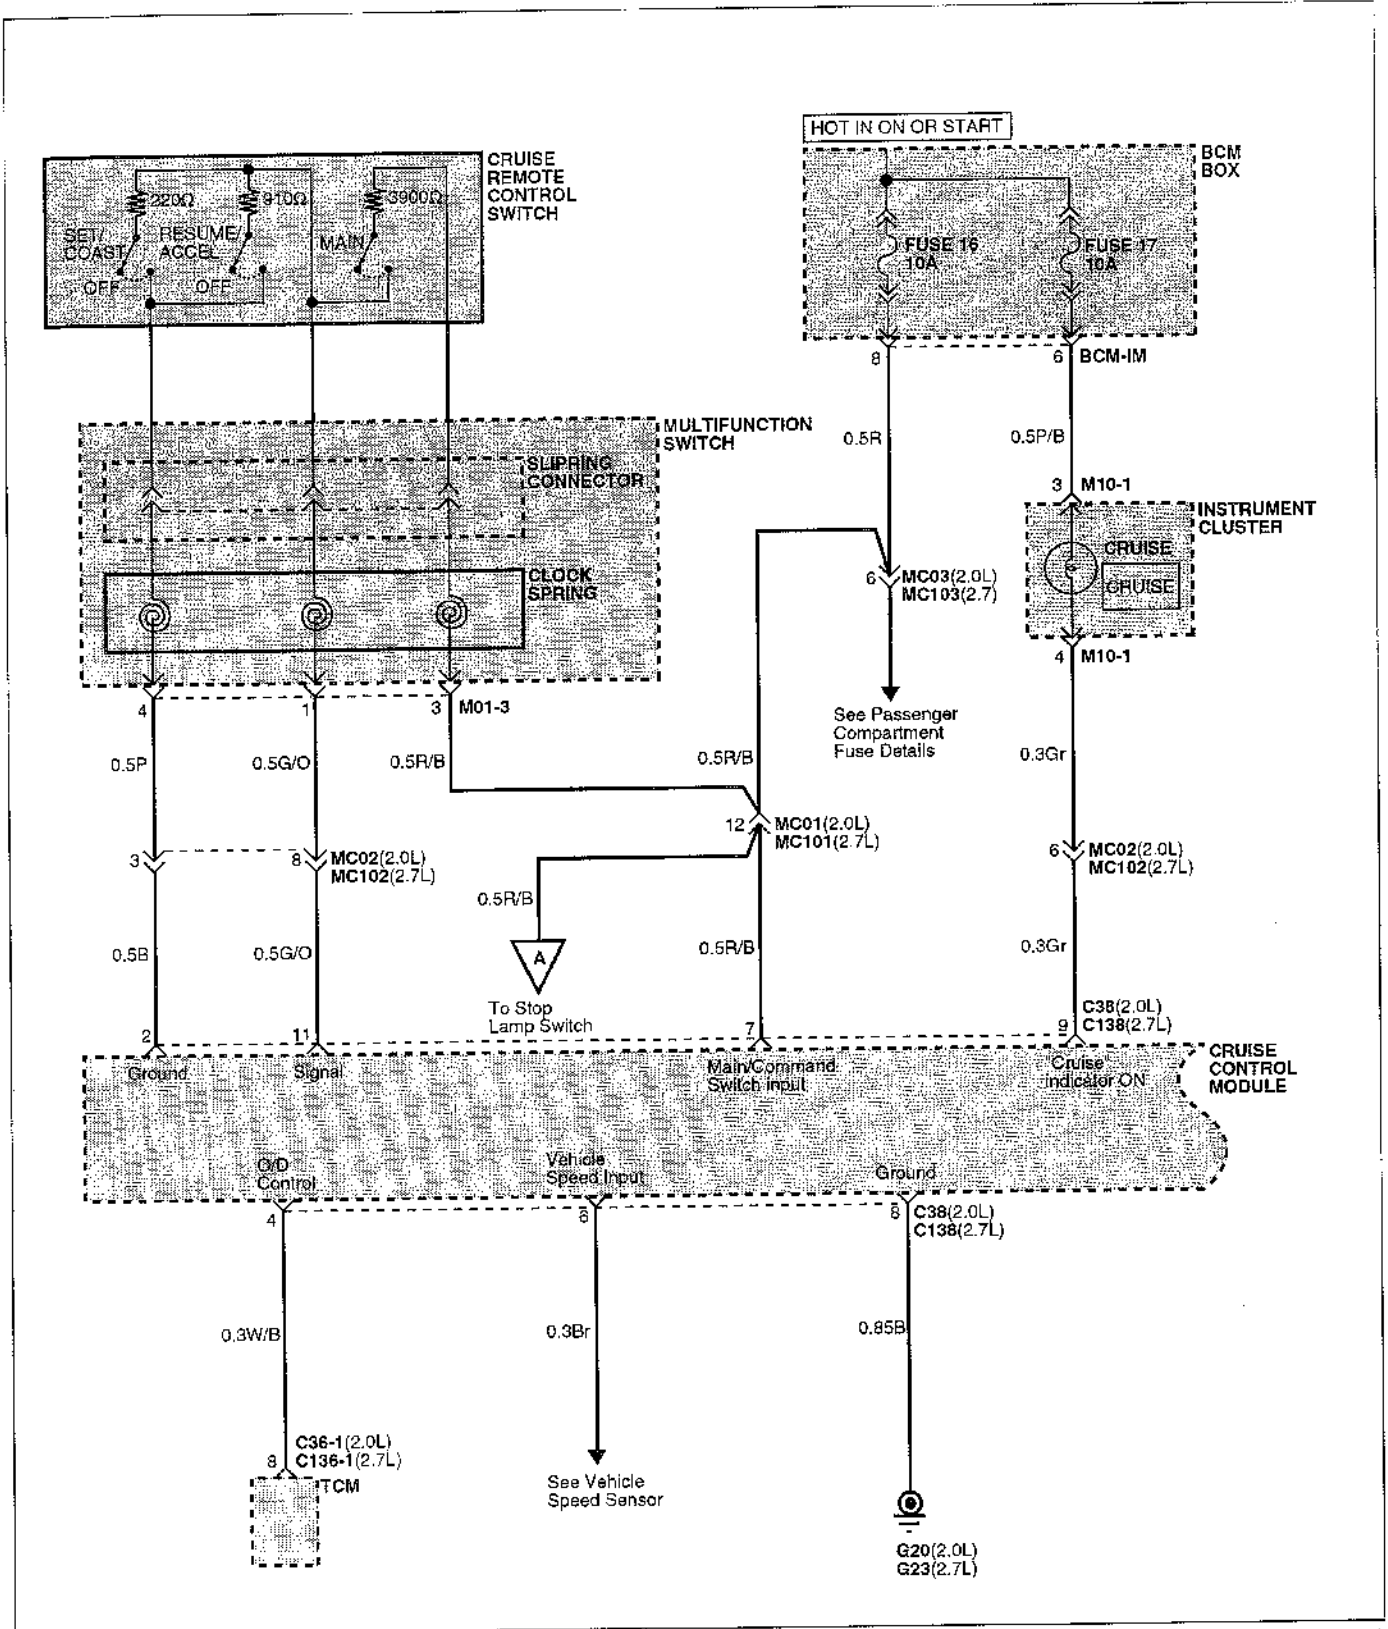 HOT IN ON OR START
BCM
BOX
CRUISE
REMOTE
CONTROL
SWITCH
220Ω
910Ω
3900Ω
SET/
COAST
RESUME/
ACCEL
MAIN
OFF
OFF
FUSE 16
10A
FUSE 17
10A
8
6
BCM-IM
MULTIFUNCTION
SWITCH
0.5R
0.5P/B
SLIPRING
CONNECTOR
3
M10-1
INSTRUMENT
CLUSTER
CRUISE
CRUISE
CLOCK
SPRING
6
MC03(2.0L)
MC103(2.7)
4
M10-1
4
1
3
M01-3
See Passenger
Compartment
Fuse Details
0.5P
0.5G/O
0.5R/B
0.5R/B
0.3Gr
12
MC01(2.0L)
MC101(2.7L)
3
8
MC02(2.0L)
MC102(2.7L)
6
MC02(2.0L)
MC102(2.7L)
0.5R/B
0.5B
0.5G/O
A
0.5R/B
0.3Gr
To Stop
Lamp Switch
C38(2.0L)
C138(2.7L)
2
11
7
9
CRUISE
CONTROL
MODULE
Ground
Signal
Main/Command
Switch input
Cruise
indicator ON
O/D
Control
Vehicle
Speed Input
Ground
4
6
8
C38(2.0L)
C138(2.7L)
0.3W/B
0.3Br
0.85B
C36-1(2.0L)
C136-1(2.7L)
8
TCM
See Vehicle
Speed Sensor
G20(2.0L)
G23(2.7L)